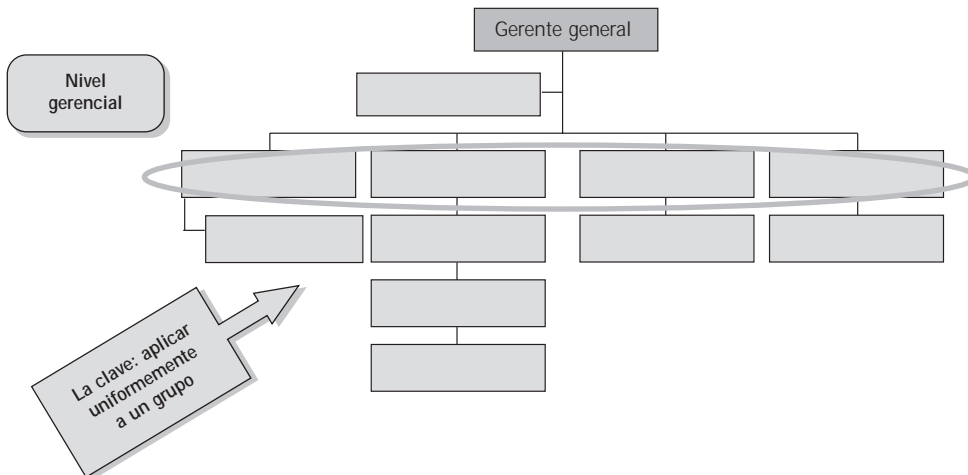 Gerente general
Nivel
gerencial
La clave: aplicar
uniformemente
a un grupo